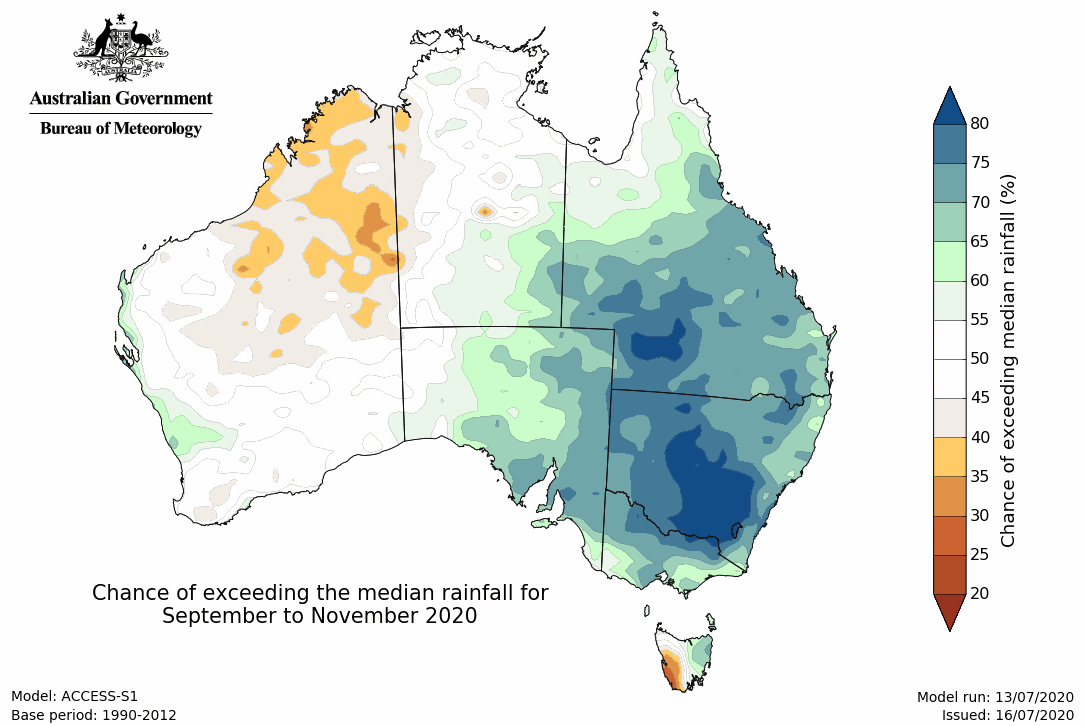 Australian Government
Bureau of Meteorology
80
75
70
65
60
55
50
45
40
35
30
25
20
Chance of exceeding median rainfall (%)
Chance of exceeding the median rainfall for
September to November 2020
Model: ACCESS-S1
Base period: 1990-2012
Model run: 13/07/2020
Issued: 16/07/2020